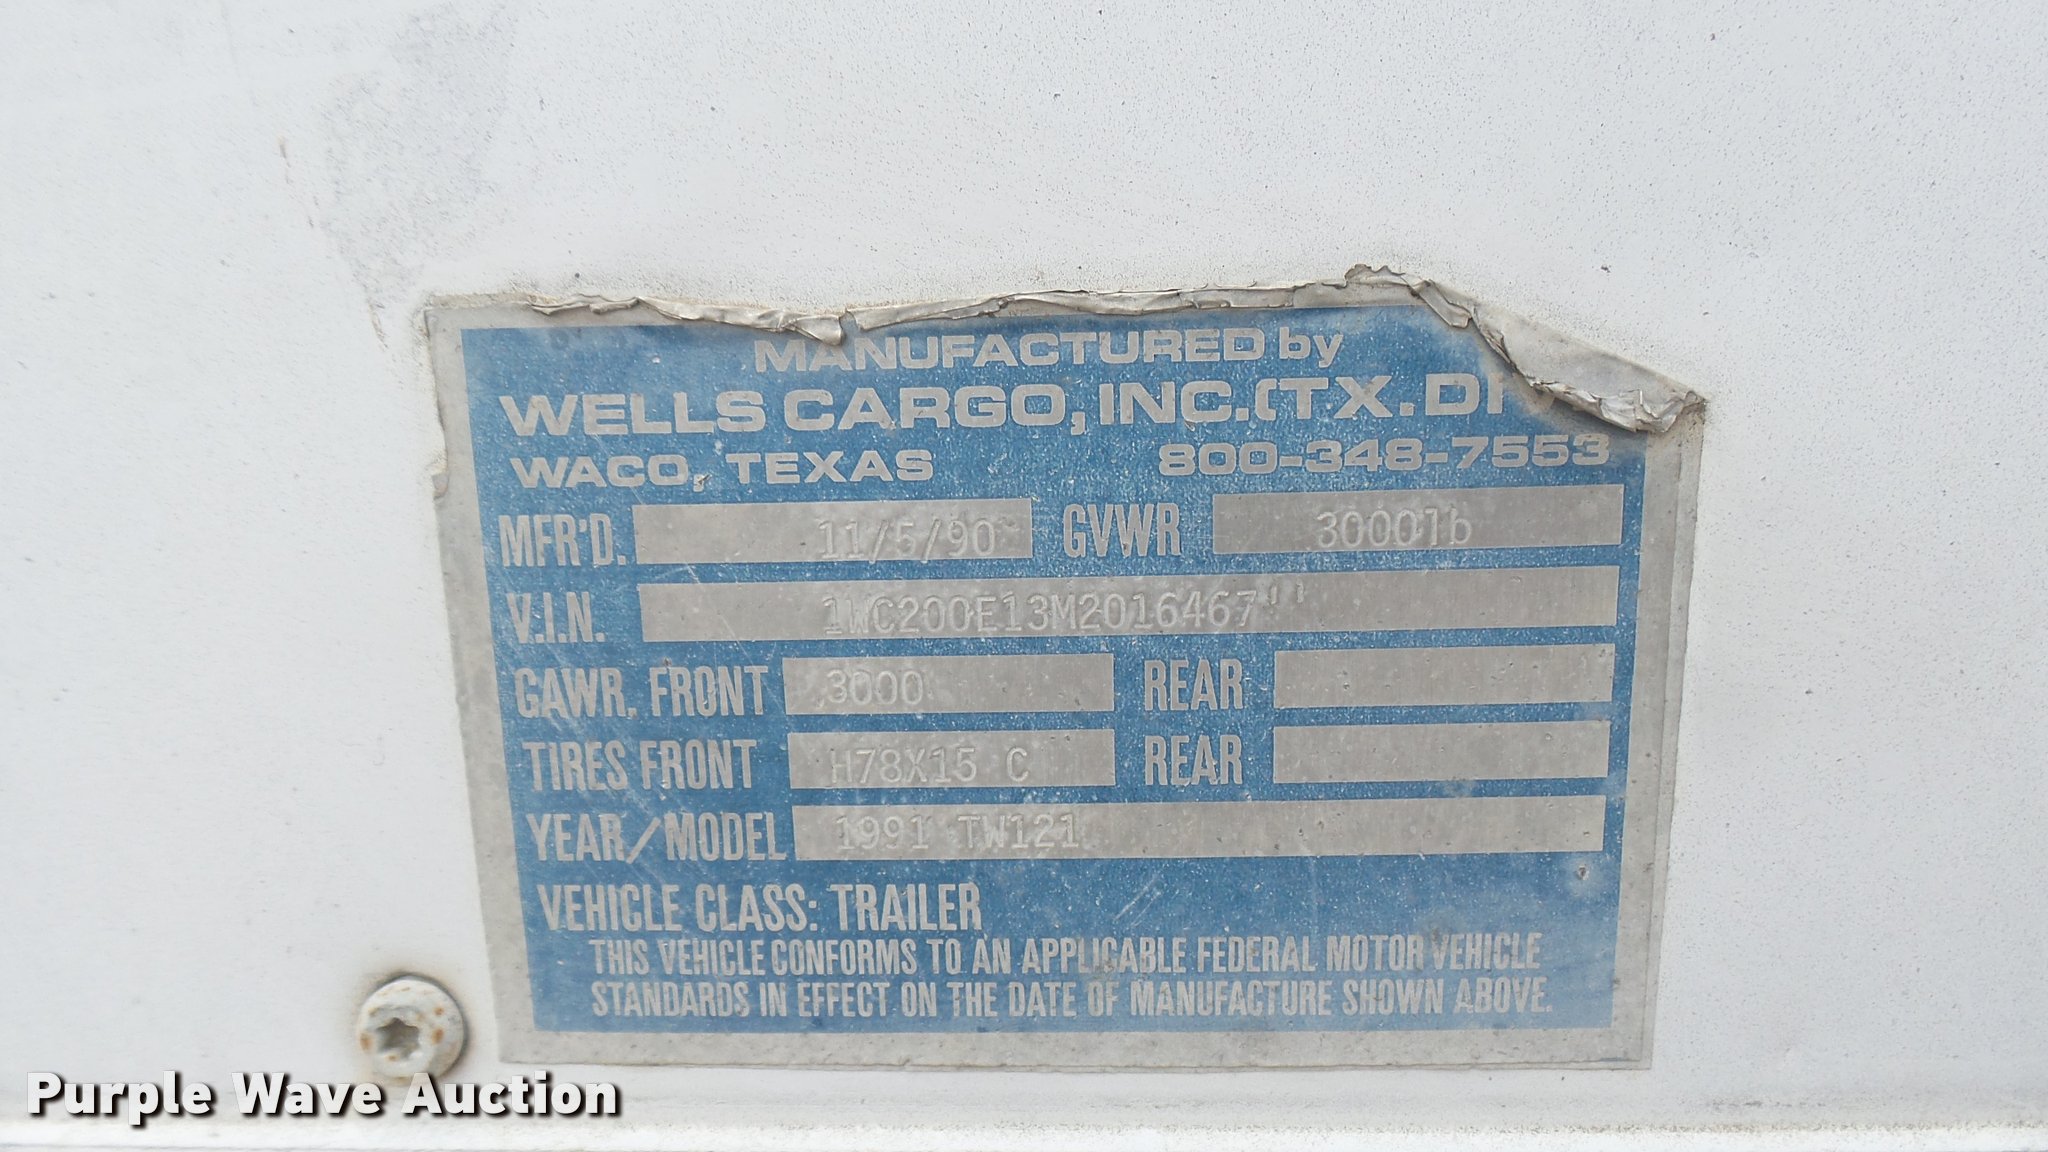 MANUFACTURED by
WELLS CARGO, INC. (TX. DIV
WACO, TEXAS 800-348-7553
MFR'D. 11/5/90 GVWR 3000lb
V.I.N. 1WC200E13M2016467''
GAWR, FRONT 3000 REAR
TIRES FRONT H78X15 C REAR
YEAR/MODEL 1991 TW121
VEHICLE CLASS: TRAILER
THIS VEHICLE CONFORMS TO AN APPLICABLE FEDERAL MOTOR VEHICLE
STANDARDS IN EFFECT ON THE DATE OF MANUFACTURE SHOWN ABOVE.
Purple Wave Auction